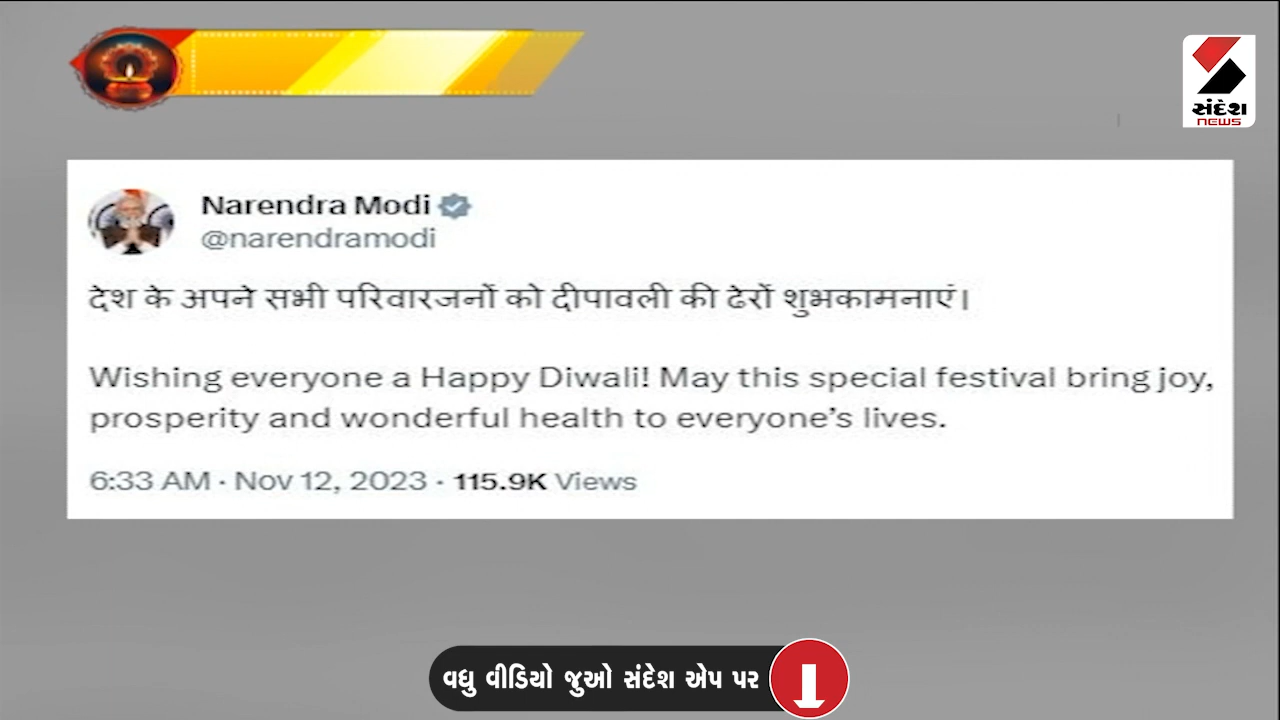 સંદેશ
NEWS
Narendra Modi
@narendramodi
देश के अपने सभी परिवारजनों को दीपावली की ढेरों शुभकामनाएं।
Wishing everyone a Happy Diwali! May this special festival bring joy,
prosperity and wonderful health to everyone’s lives.
6:33 AM · Nov 12, 2023 · 115.9K Views
વધુ વીડિયો જુઓ સંદેશ એપ પર